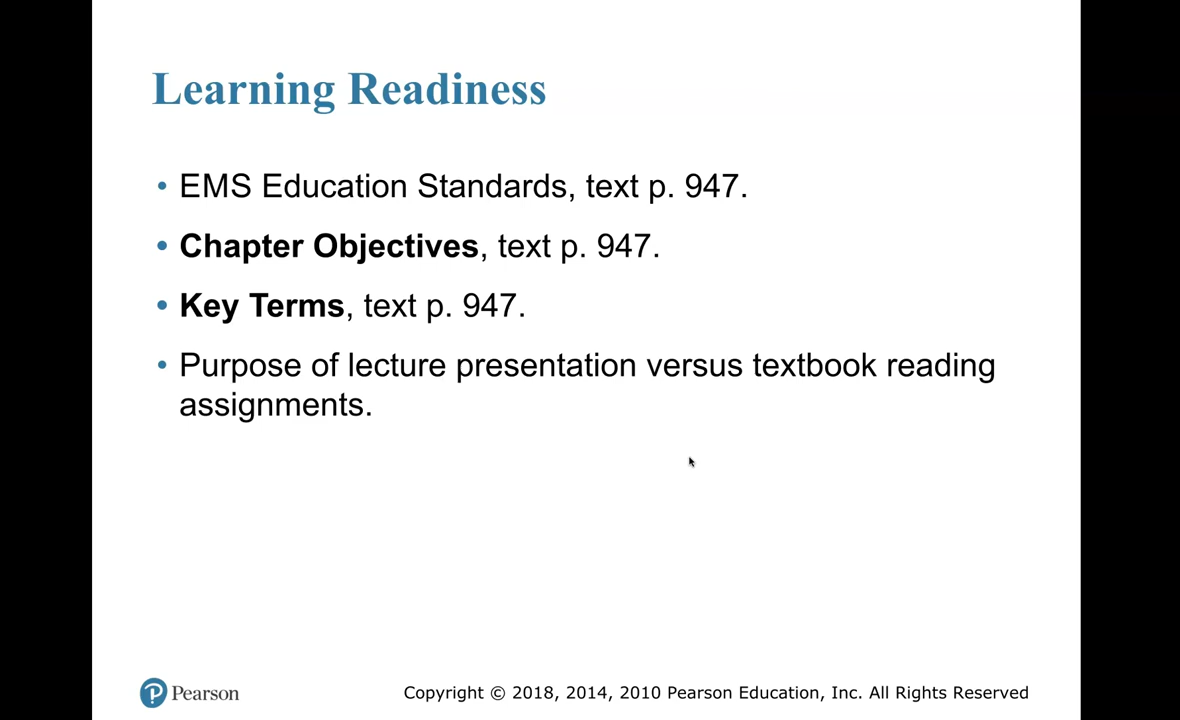 Learning Readiness
• EMS Education Standards, text p. 947.
• Chapter Objectives, text p. 947.
• Key Terms, text p. 947.
• Purpose of lecture presentation versus textbook reading
assignments.
Pearson
Copyright © 2018, 2014, 2010 Pearson Education, Inc. All Rights Reserved